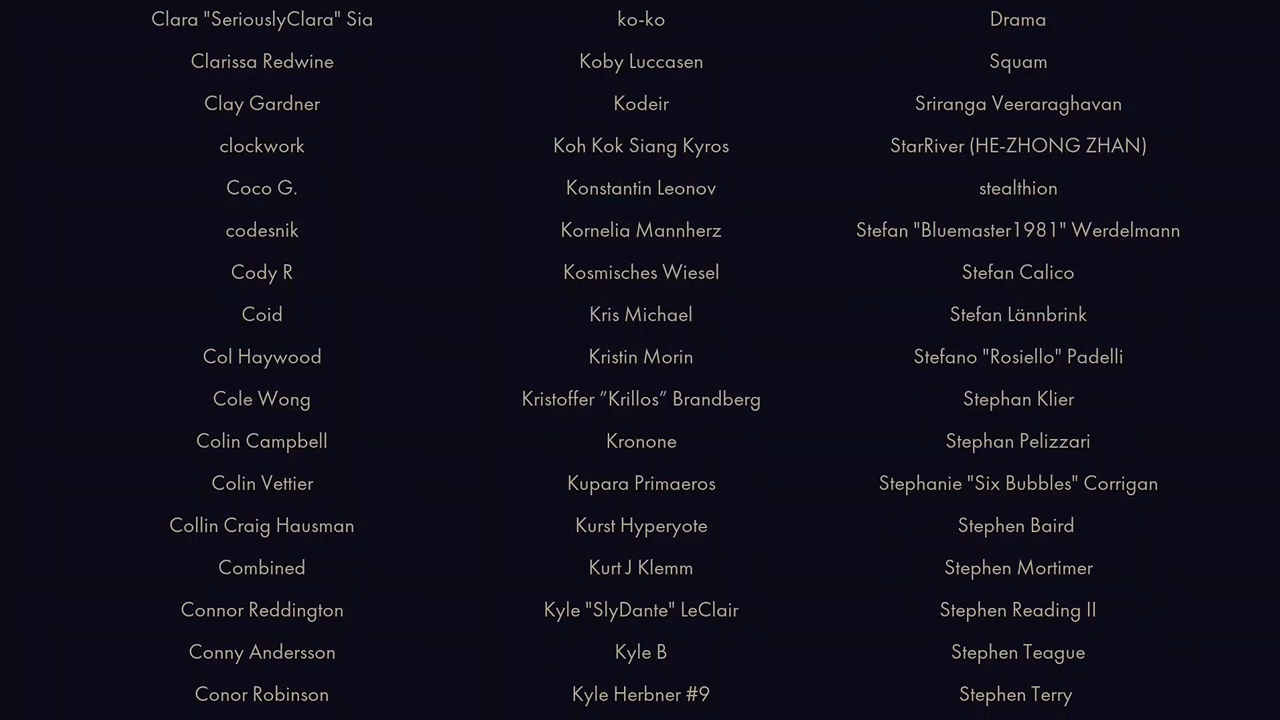 Clara "SeriouslyClara" Sia
Clarissa Redwine
Clay Gardner
clockwork
Coco G.
codesnik
Cody R
Coid
Col Haywood
Cole Wong
Colin Campbell
Colin Vettier
Collin Craig Hausman
Combined
Connor Reddington
Conny Andersson
Conor Robinson
ko-ko
Koby Luccasen
Kodeir
Koh Kok Siang Kyros
Konstantin Leonov
Kornelia Mannherz
Kosmisches Wiesel
Kris Michael
Kristin Morin
Kristoffer “Krillos” Brandberg
Kronone
Kupara Primaeros
Kurst Hyperyote
Kurt J Klemm
Kyle "SlyDante" LeClair
Kyle B
Kyle Herbner #9
Drama
Squam
Sriranga Veeraraghavan
StarRiver (HE-ZHONG ZHAN)
stealthion
Stefan "Bluemaster1981" Werdelmann
Stefan Calico
Stefan Lännbrink
Stefano "Rosiello" Padelli
Stephan Klier
Stephan Pelizzari
Stephanie "Six Bubbles" Corrigan
Stephen Baird
Stephen Mortimer
Stephen Reading II
Stephen Teague
Stephen Terry